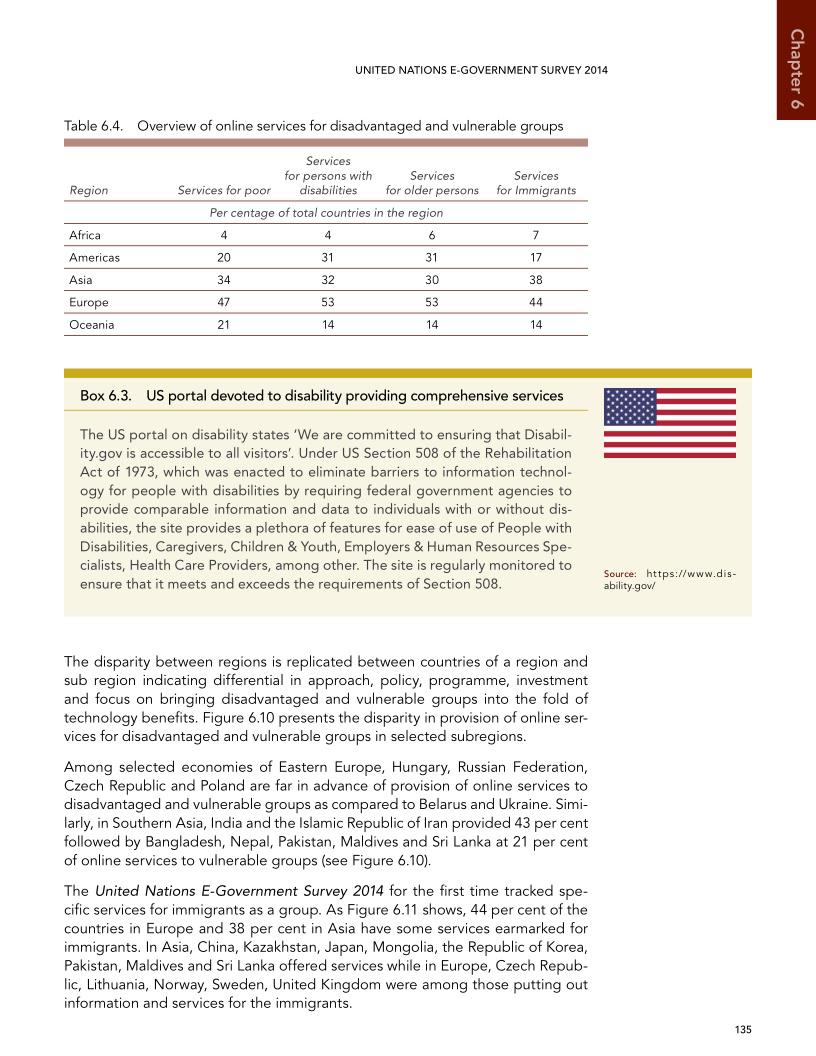 Chapter 6
UNITED NATIONS E-GOVERNMENT SURVEY 2014
Table 6.4. Overview of online services for disadvantaged and vulnerable groups
Region Services for poor Services for persons with disabilities Services for older persons Services for Immigrants
Per centage of total countries in the region
Africa 4 4 6 7
Americas 20 31 31 17
Asia 34 32 30 38
Europe 47 53 53 44
Oceania 21 14 14 14
Box 6.3. US portal devoted to disability providing comprehensive services
The US portal on disability states 'We are committed to ensuring that Disabil-
ity.gov is accessible to all visitors'. Under US Section 508 of the Rehabilitation
Act of 1973, which was enacted to eliminate barriers to information technol-
ogy for people with disabilities by requiring federal government agencies to
provide comparable information and data to individuals with or without dis-
abilities, the site provides a plethora of features for ease of use of People with
Disabilities, Caregivers, Children & Youth, Employers & Human Resources Spe-
cialists, Health Care Providers, among other. The site is regularly monitored to
ensure that it meets and exceeds the requirements of Section 508.
Source: https://www.dis-
ability.gov/
The disparity between regions is replicated between countries of a region and
sub region indicating differential in approach, policy, programme, investment
and focus on bringing disadvantaged and vulnerable groups into the fold of
technology benefits. Figure 6.10 presents the disparity in provision of online ser-
vices for disadvantaged and vulnerable groups in selected subregions.
Among selected economies of Eastern Europe, Hungary, Russian Federation,
Czech Republic and Poland are far in advance of provision of online services to
disadvantaged and vulnerable groups as compared to Belarus and Ukraine. Simi-
larly, in Southern Asia, India and the Islamic Republic of Iran provided 43 per cent
followed by Bangladesh, Nepal, Pakistan, Maldives and Sri Lanka at 21 per cent
of online services to vulnerable groups (see Figure 6.10).
The United Nations E-Government Survey 2014 for the first time tracked spe-
cific services for immigrants as a group. As Figure 6.11 shows, 44 per cent of the
countries in Europe and 38 per cent in Asia have some services earmarked for
immigrants. In Asia, China, Kazakhstan, Japan, Mongolia, the Republic of Korea,
Pakistan, Maldives and Sri Lanka offered services while in Europe, Czech Repub-
lic, Lithuania, Norway, Sweden, United Kingdom were among those putting out
information and services for the immigrants.
135